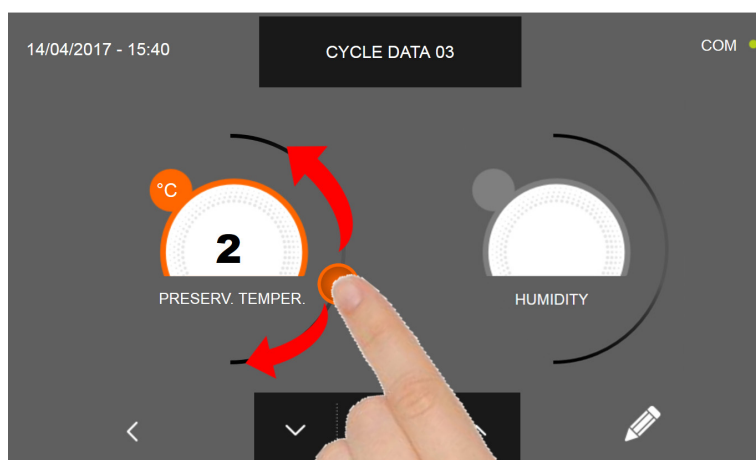 14/04/2017 - 15:40
CYCLE DATA 03
COM
°C
2
PRESERV. TEMPER.
HUMIDITY